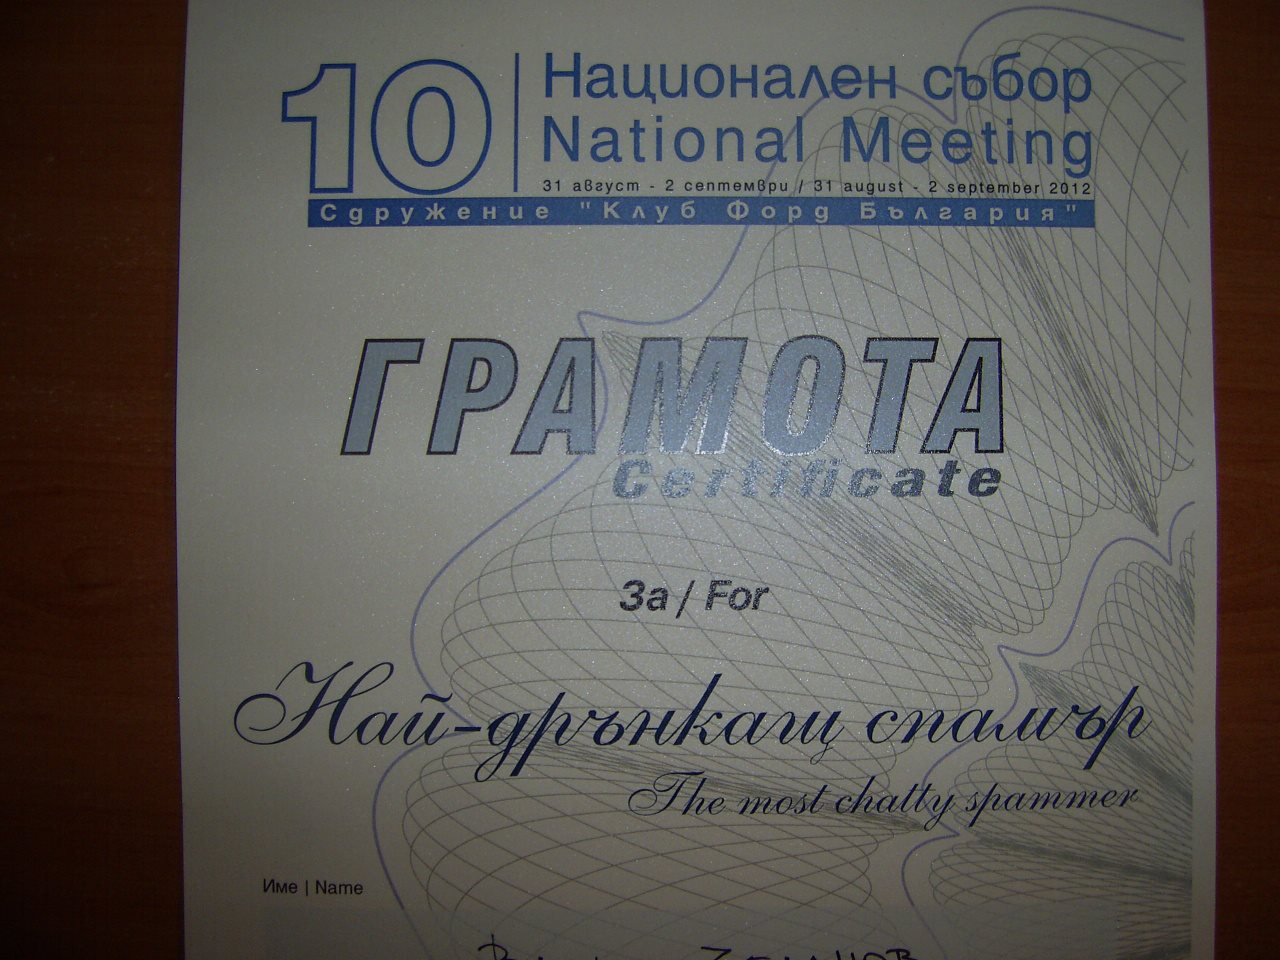 10
Национален събор
National Meeting
31 август - 2 септември / 31 august - 2 september 2012
Сдружение "Клуб Форд България"
ГРАМОТА
Certificate
За / For
Най-дрънкащ спамър
The most chatty spammer
Име | Name